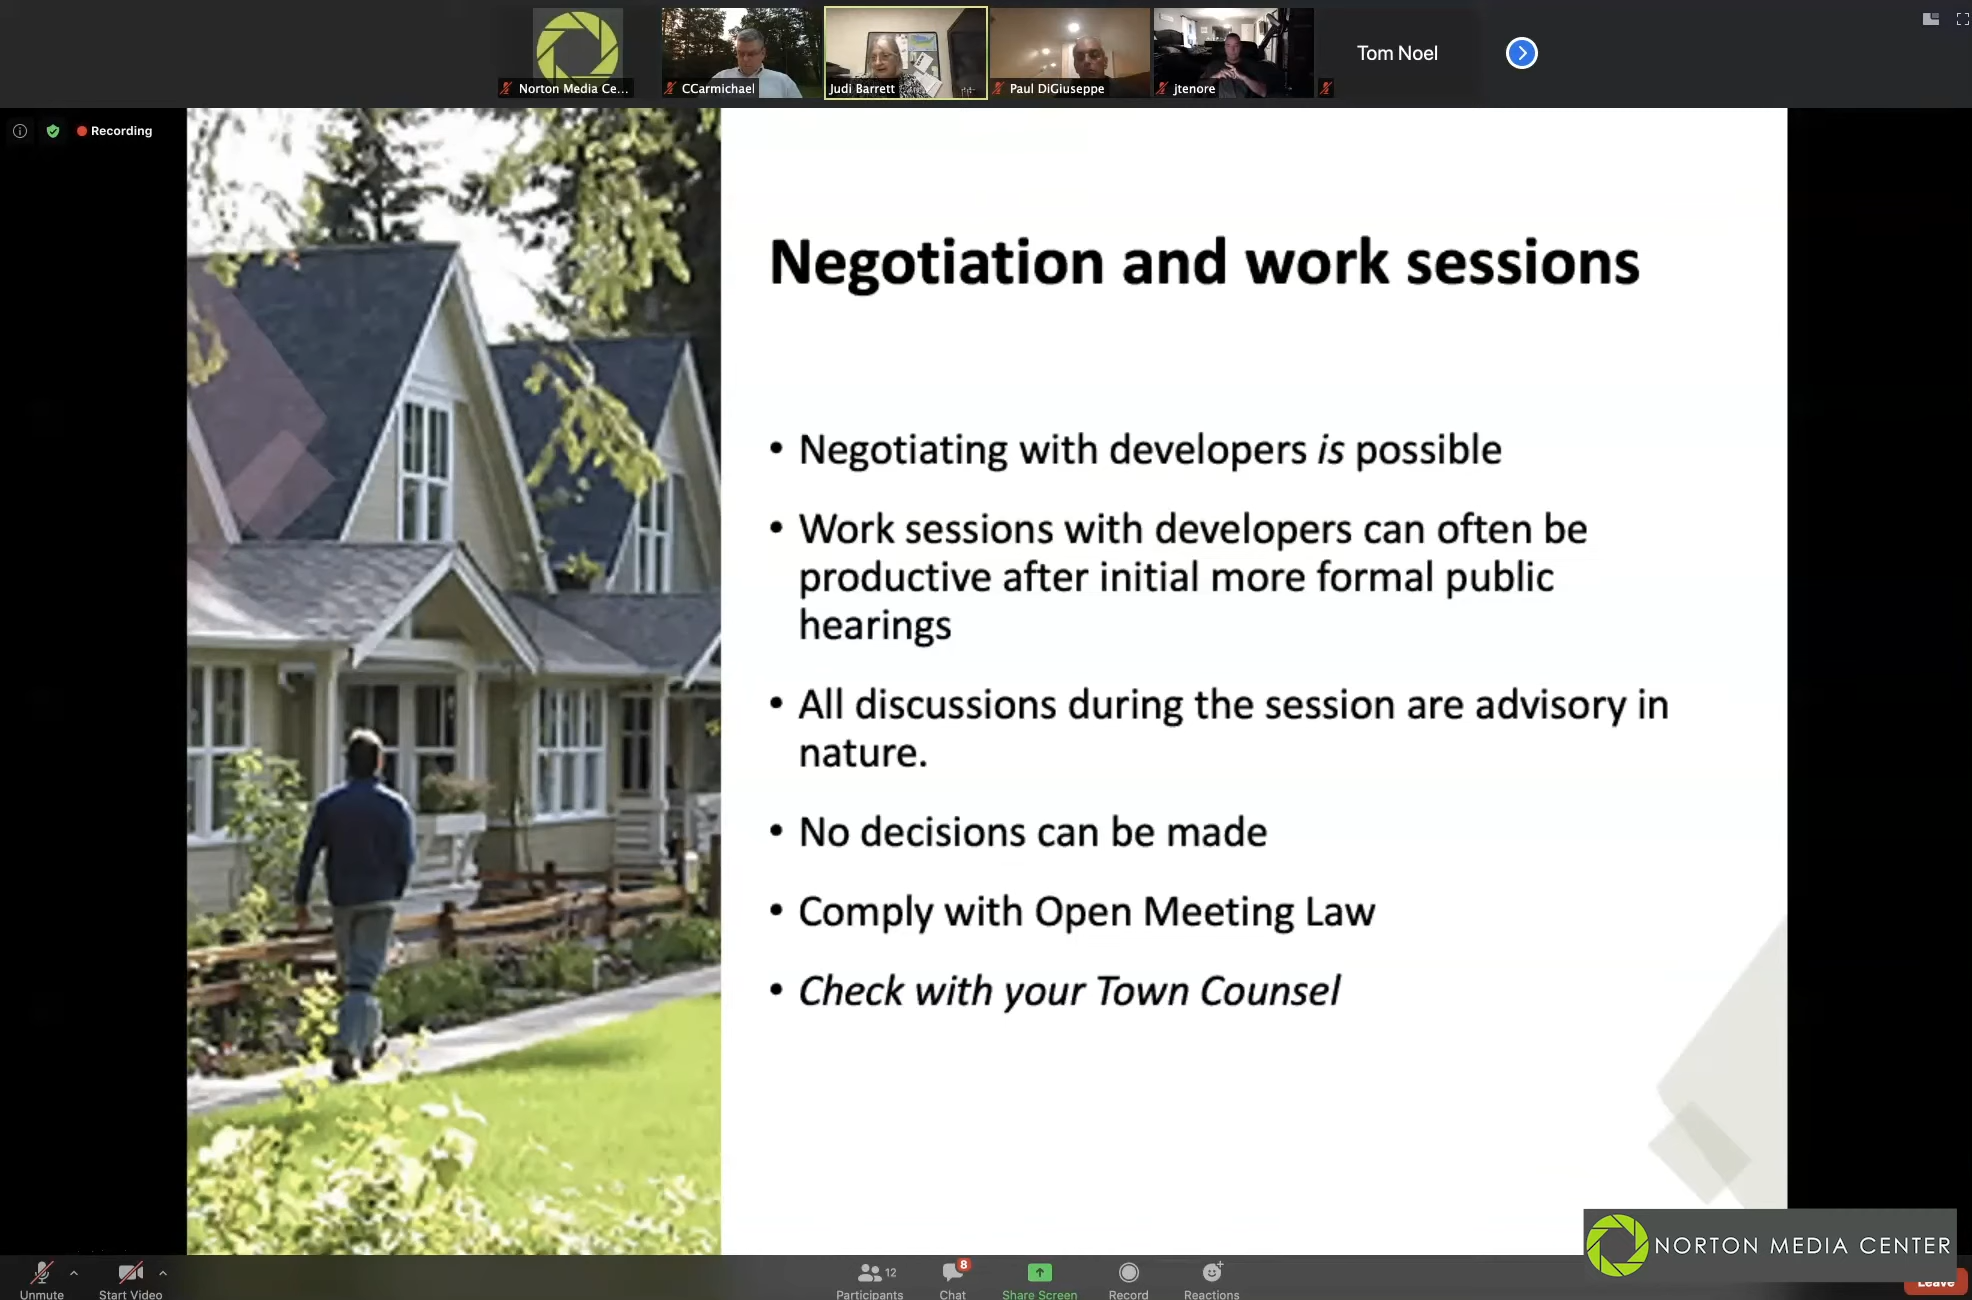 Norton Media Ce...
CCarmichael
Judi Barrett
Paul DiGiuseppe
jtenore
Tom Noel
Recording
Negotiation and work sessions
• Negotiating with developers is possible
• Work sessions with developers can often be
productive after initial more formal public
hearings
• All discussions during the session are advisory in
nature.
• No decisions can be made
• Comply with Open Meeting Law
• Check with your Town Counsel
NORTON MEDIA CENTER
Unmute
Start Video
Participants
12
Chat
8
Share Screen
Record
Reactions
Leave